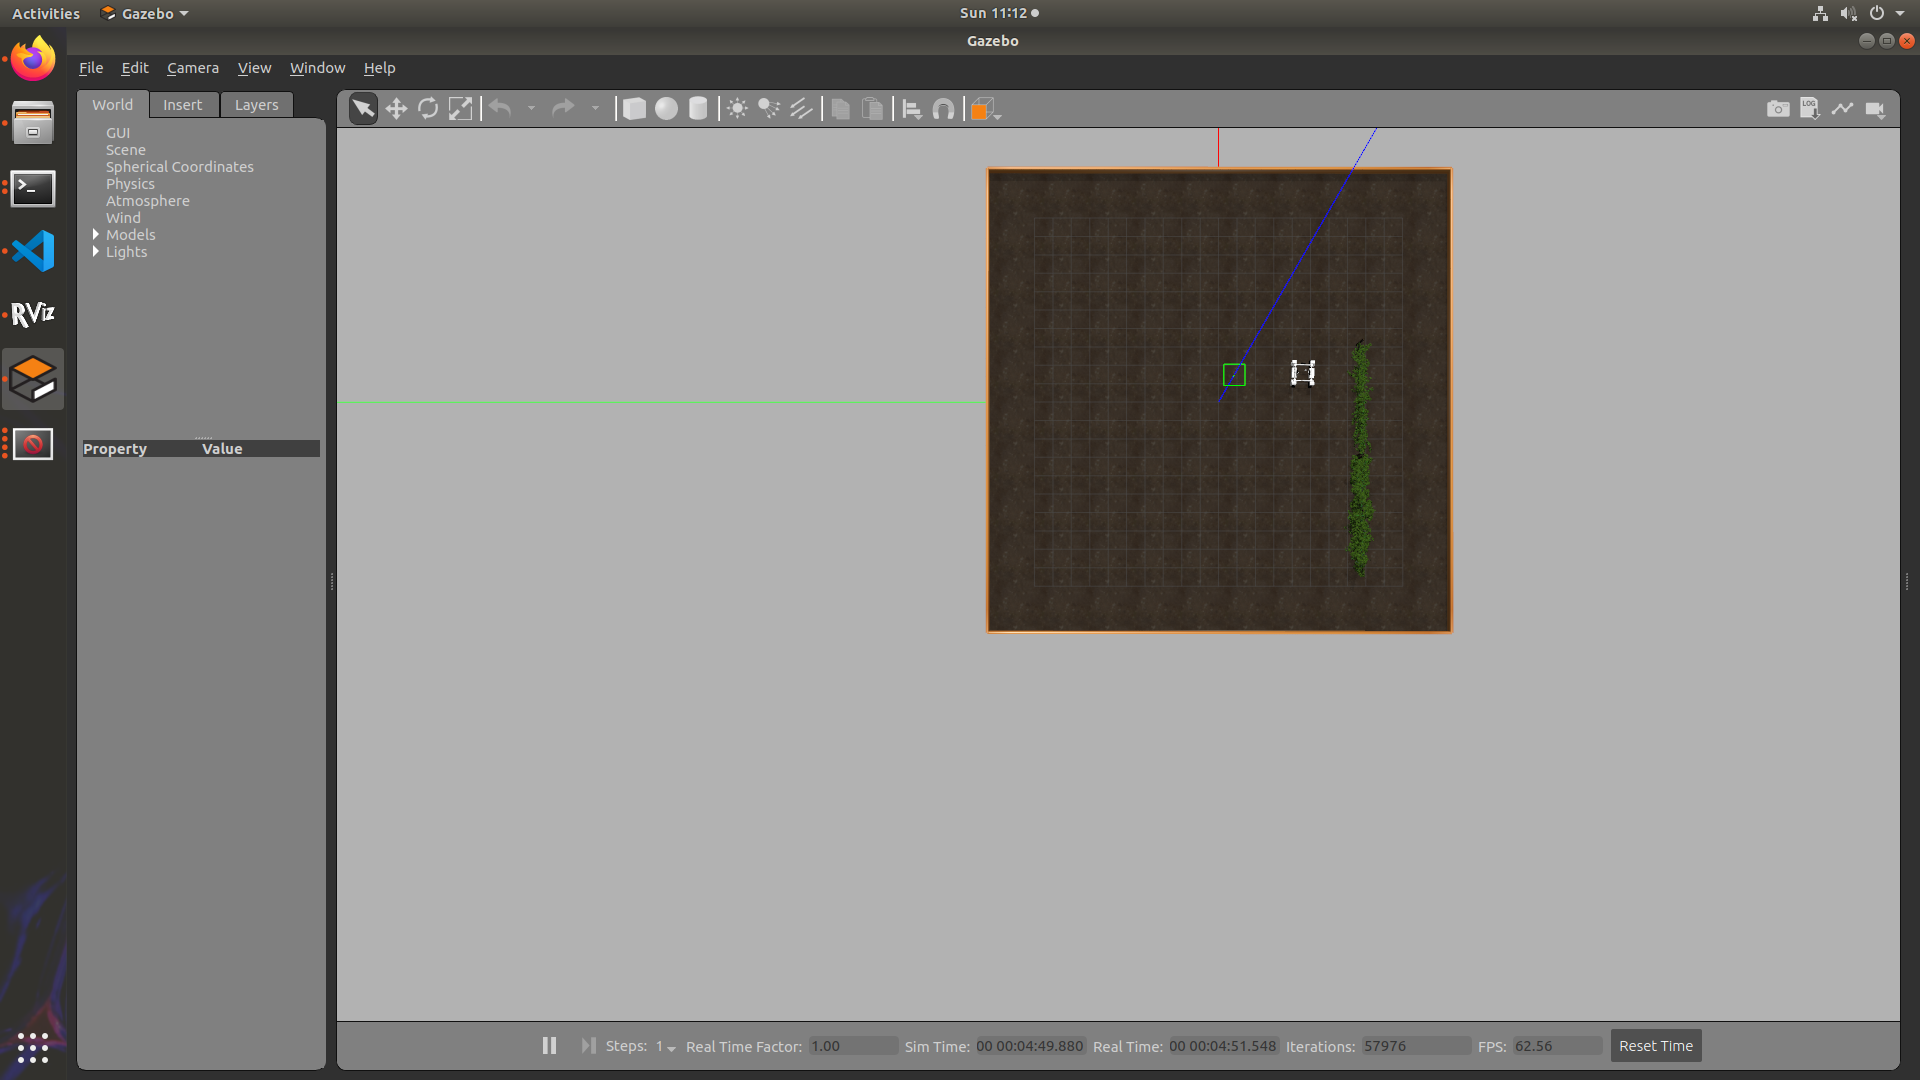 Activities Gazebo Sun 11:12
Gazebo
File Edit Camera View Window Help
World Insert Layers
LOG
GUI
Scene
Spherical Coordinates
Physics
Atmosphere
Wind
Models
Lights
RViz
Property Value
Steps: 1 Real Time Factor: 1.00 Sim Time: 00 00:04:49.880 Real Time: 00 00:04:51.548 Iterations: 57976 FPS: 62.56 Reset Time